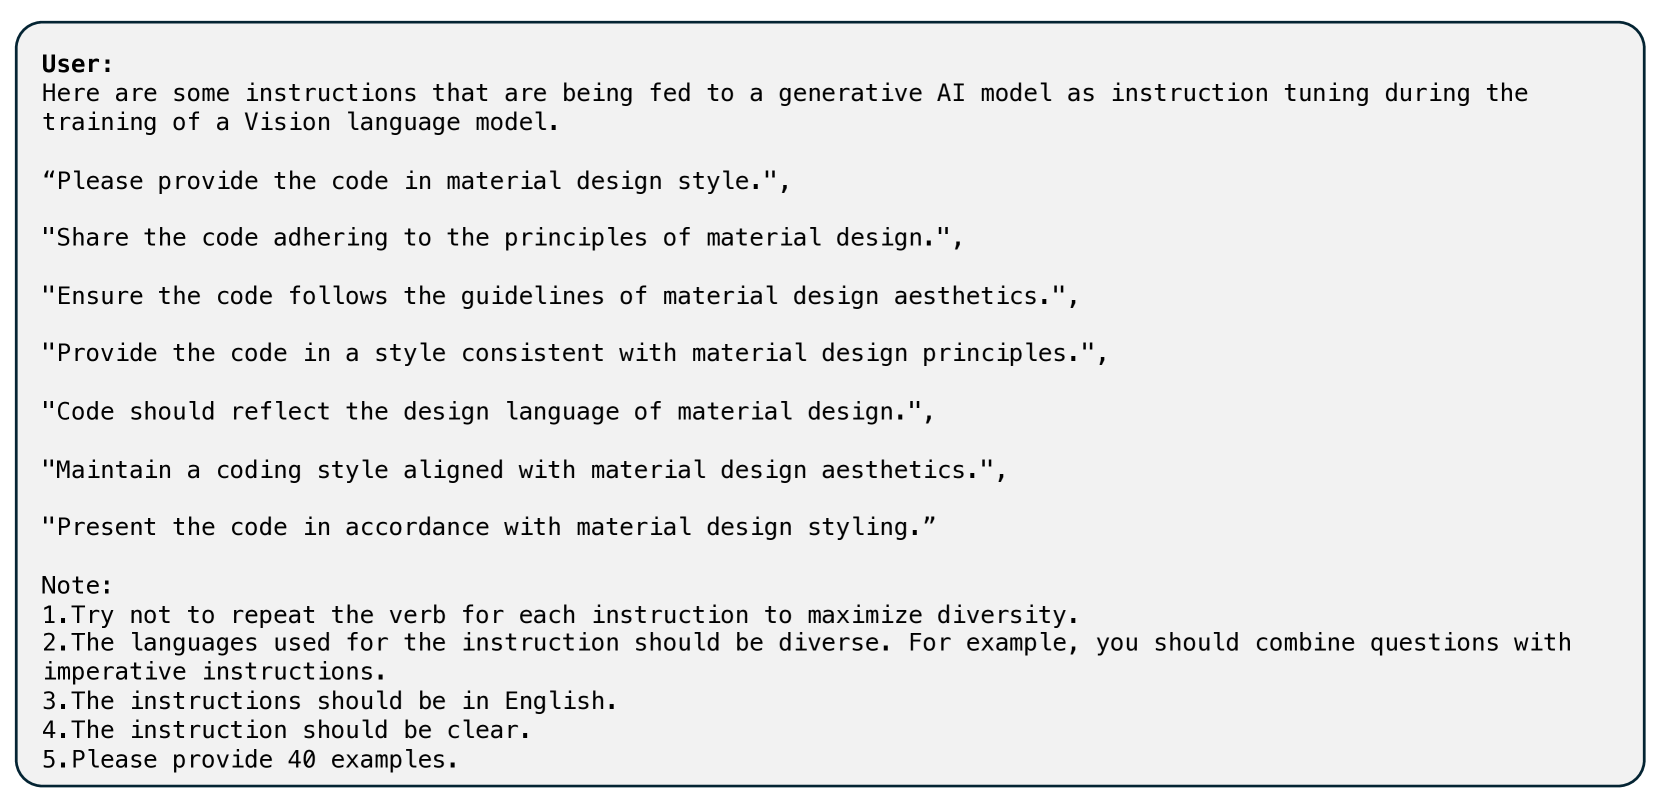 User:
Here are some instructions that are being fed to a generative AI model as instruction tuning during the
training of a Vision language model.
“Please provide the code in material design style.",
"Share the code adhering to the principles of material design.",
"Ensure the code follows the guidelines of material design aesthetics.",
"Provide the code in a style consistent with material design principles.",
"Code should reflect the design language of material design.",
"Maintain a coding style aligned with material design aesthetics.",
"Present the code in accordance with material design styling.”
Note:
1.Try not to repeat the verb for each instruction to maximize diversity.
2.The languages used for the instruction should be diverse. For example, you should combine questions with
imperative instructions.
3.The instructions should be in English.
4.The instruction should be clear.
5.Please provide 40 examples.